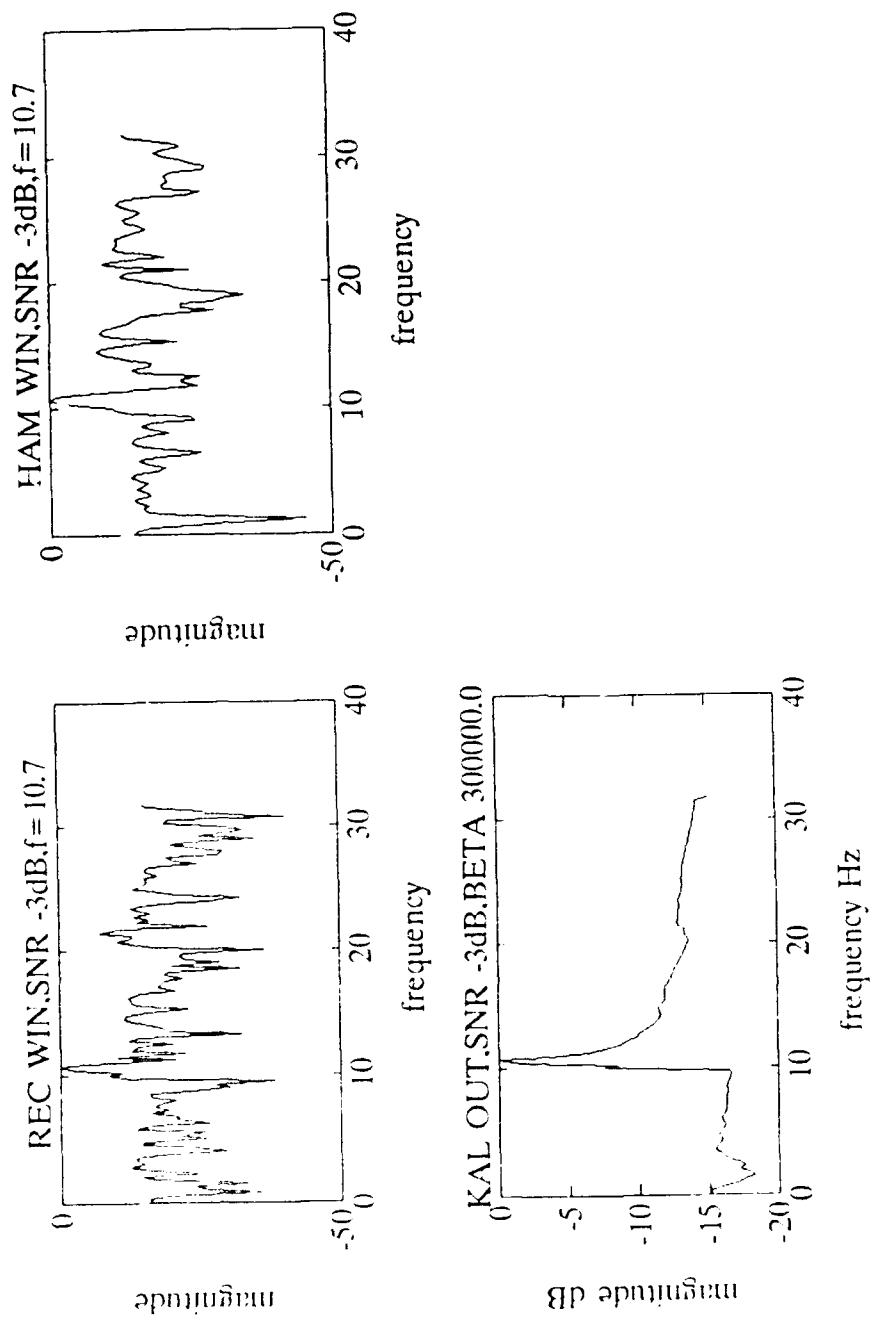 REC WIN.SNR -3dB,f= 10.7
0
-50
magnitude
0
10
20
30
40
frequency
HAM WIN.SNR -3dB,f= 10.7
0
-50
magnitude
0
10
20
30
40
frequency
KAL OUT.SNR -3dB.BETA 300000.0
0
-5
-10
-15
-20
magnitude dB
0
10
20
30
40
frequency Hz